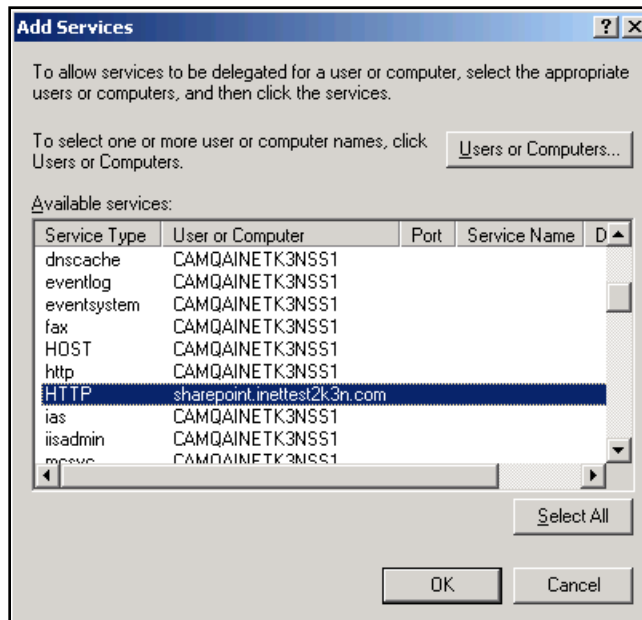 Add Services
To allow services to be delegated for a user or computer, select the appropriate
users or computers, and then click the services.
To select one or more user or computer names, click
Users or Computers.
Users or Computers...
Available services:
Service Type User or Computer Port Service Name D
dnscache CAMQAINETK3NSS1
eventlog CAMQAINETK3NSS1
eventsystem CAMQAINETK3NSS1
fax CAMQAINETK3NSS1
HOST CAMQAINETK3NSS1
http CAMQAINETK3NSS1
HTTP sharepoint.inettest2k3n.com
ias CAMQAINETK3NSS1
iisadmin CAMQAINETK3NSS1
mcsvc CAMQAINETK3NSS1
Select All
OK Cancel